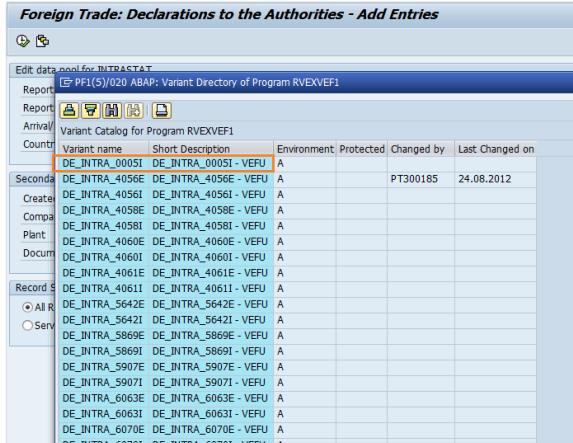 Foreign Trade: Declarations to the Authorities - Add Entries
Edit data pool for INTRASTAT
PF1(5)/020 ABAP: Variant Directory of Program RVEXVEF1
Report
Report
Arrival/
Countr
Variant Catalog for Program RVEXVEF1
Variant name Short Description Environment Protected Changed by Last Changed on
DE_INTRA_0005I DE_INTRA_0005I - VEFU A
Seconda
DE_INTRA_4056E DE_INTRA_4056E - VEFU A PT300185 24.08.2012
Create
DE_INTRA_4056I DE_INTRA_4056I - VEFU A
Compa
DE_INTRA_4058E DE_INTRA_4058E - VEFU A
DE_INTRA_4058I DE_INTRA_4058I - VEFU A
Plant
DE_INTRA_4060E DE_INTRA_4060E - VEFU A
Docum
DE_INTRA_4060I DE_INTRA_4060I - VEFU A
DE_INTRA_4061E DE_INTRA_4061E - VEFU A
Record S
DE_INTRA_4061I DE_INTRA_4061I - VEFU A
All R
DE_INTRA_5642E DE_INTRA_5642E - VEFU A
Serv
DE_INTRA_5642I DE_INTRA_5642I - VEFU A
DE_INTRA_5869E DE_INTRA_5869E - VEFU A
DE_INTRA_5869I DE_INTRA_5869I - VEFU A
DE_INTRA_5907E DE_INTRA_5907E - VEFU A
DE_INTRA_5907I DE_INTRA_5907I - VEFU A
DE_INTRA_6063E DE_INTRA_6063E - VEFU A
DE_INTRA_6063I DE_INTRA_6063I - VEFU A
DE_INTRA_6070E DE_INTRA_6070E - VEFU A